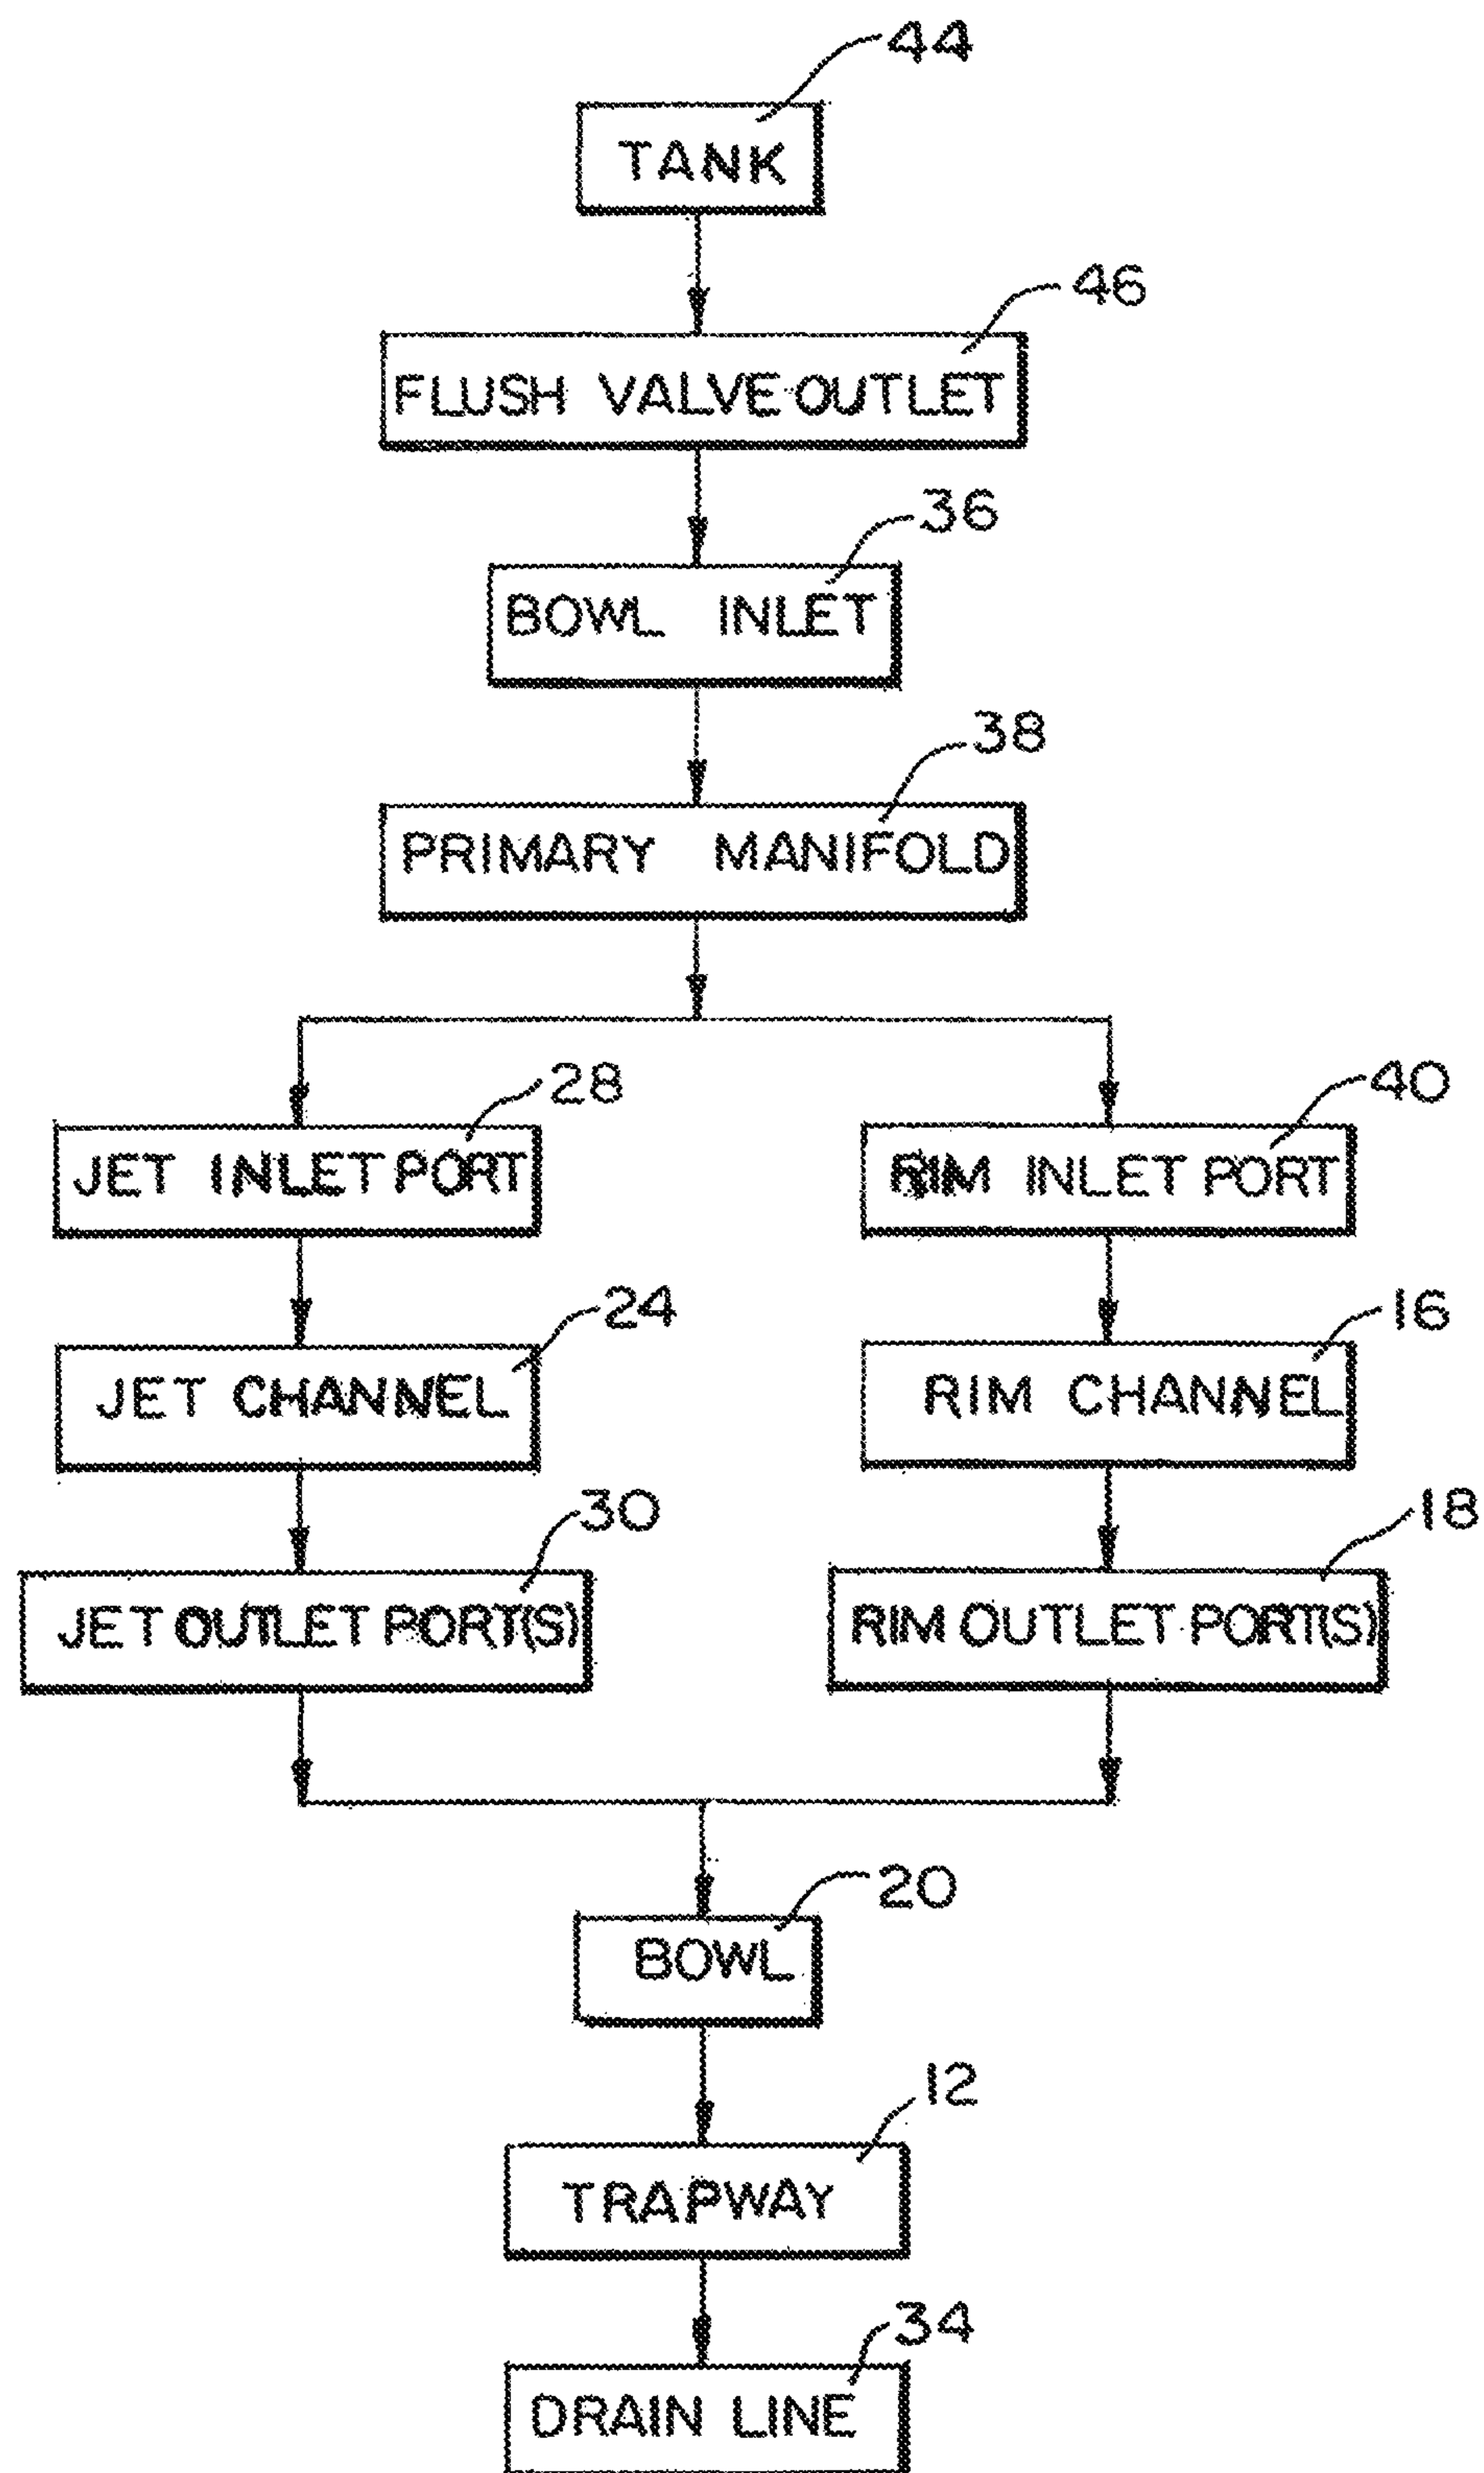 44
TANK
46
FLUSH VALVE OUTLET
36
BOWL INLET
38
PRIMARY MANIFOLD
28
40
JET INLET PORT
RIM INLET PORT
24
16
JET CHANNEL
RIM CHANNEL
30
18
JET OUTLET PORT(S)
RIM OUTLET PORT(S)
20
BOWL
12
TRAPWAY
34
DRAIN LINE